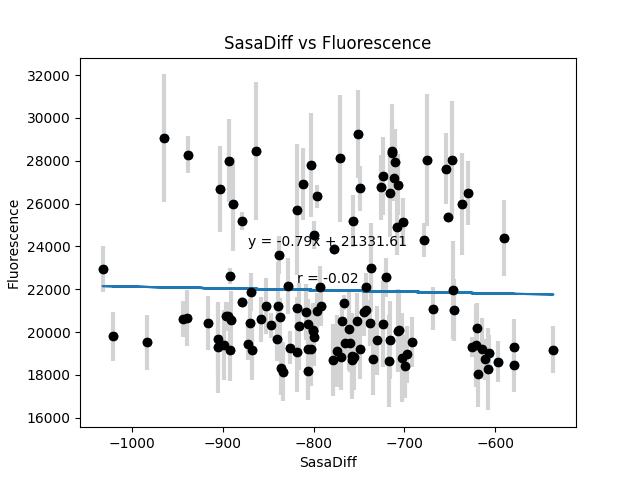 SasaDiff vs Fluorescence
32000
30000
28000
26000
24000
22000
20000
18000
16000
Fluorescence
y = -0.79x + 21331.61
r = -0.02
−1000
−900
−800
−700
−600
SasaDiff